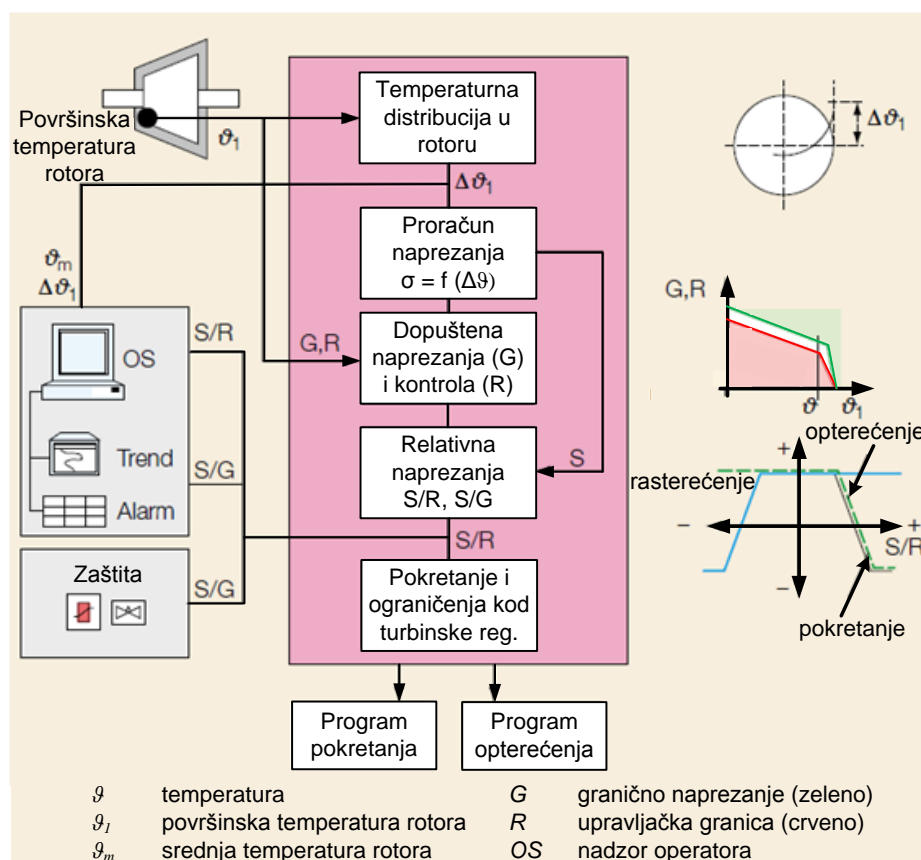 Površinska
temperatura
rotora
ϑ₁
Temperaturna
distribucija u
rotoru
Δϑ₁
Δϑ₁
Proračun
naprezanja
σ = f (Δϑ)
ϑₘ
Δϑ₁
S/R
OS
Trend
S/G
Alarm
G,R
Dopuštena
naprezanja (G)
i kontrola (R)
Relativna
naprezanja
S/R, S/G
S
S/R
Zaštita
S/G
Pokretanje i
ograničenja kod
turbinske reg.
Program
pokretanja
Program
opterećenja
G,R
ϑ
ϑ₁
opterećenje
+
rasterećenje
−
+
S/R
−
pokretanje
ϑ temperatura
ϑ₁ površinska temperatura rotora
ϑₘ srednja temperatura rotora
G granično naprezanje (zeleno)
R upravljačka granica (crveno)
OS nadzor operatora